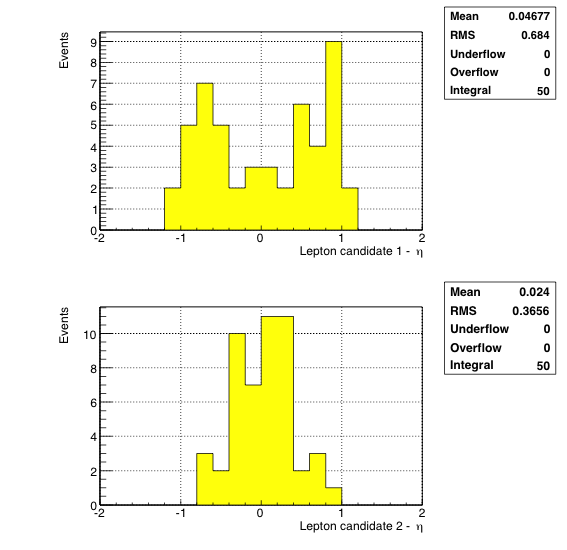 Mean 0.04677
RMS 0.684
Underflow 0
Overflow 0
Integral 50
Events
9
8
7
6
5
4
3
2
1
0
-2 -1 0 1 2
Lepton candidate 1 - η
Mean 0.024
RMS 0.3656
Underflow 0
Overflow 0
Integral 50
Events
10
8
6
4
2
0
-2 -1 0 1 2
Lepton candidate 2 - η